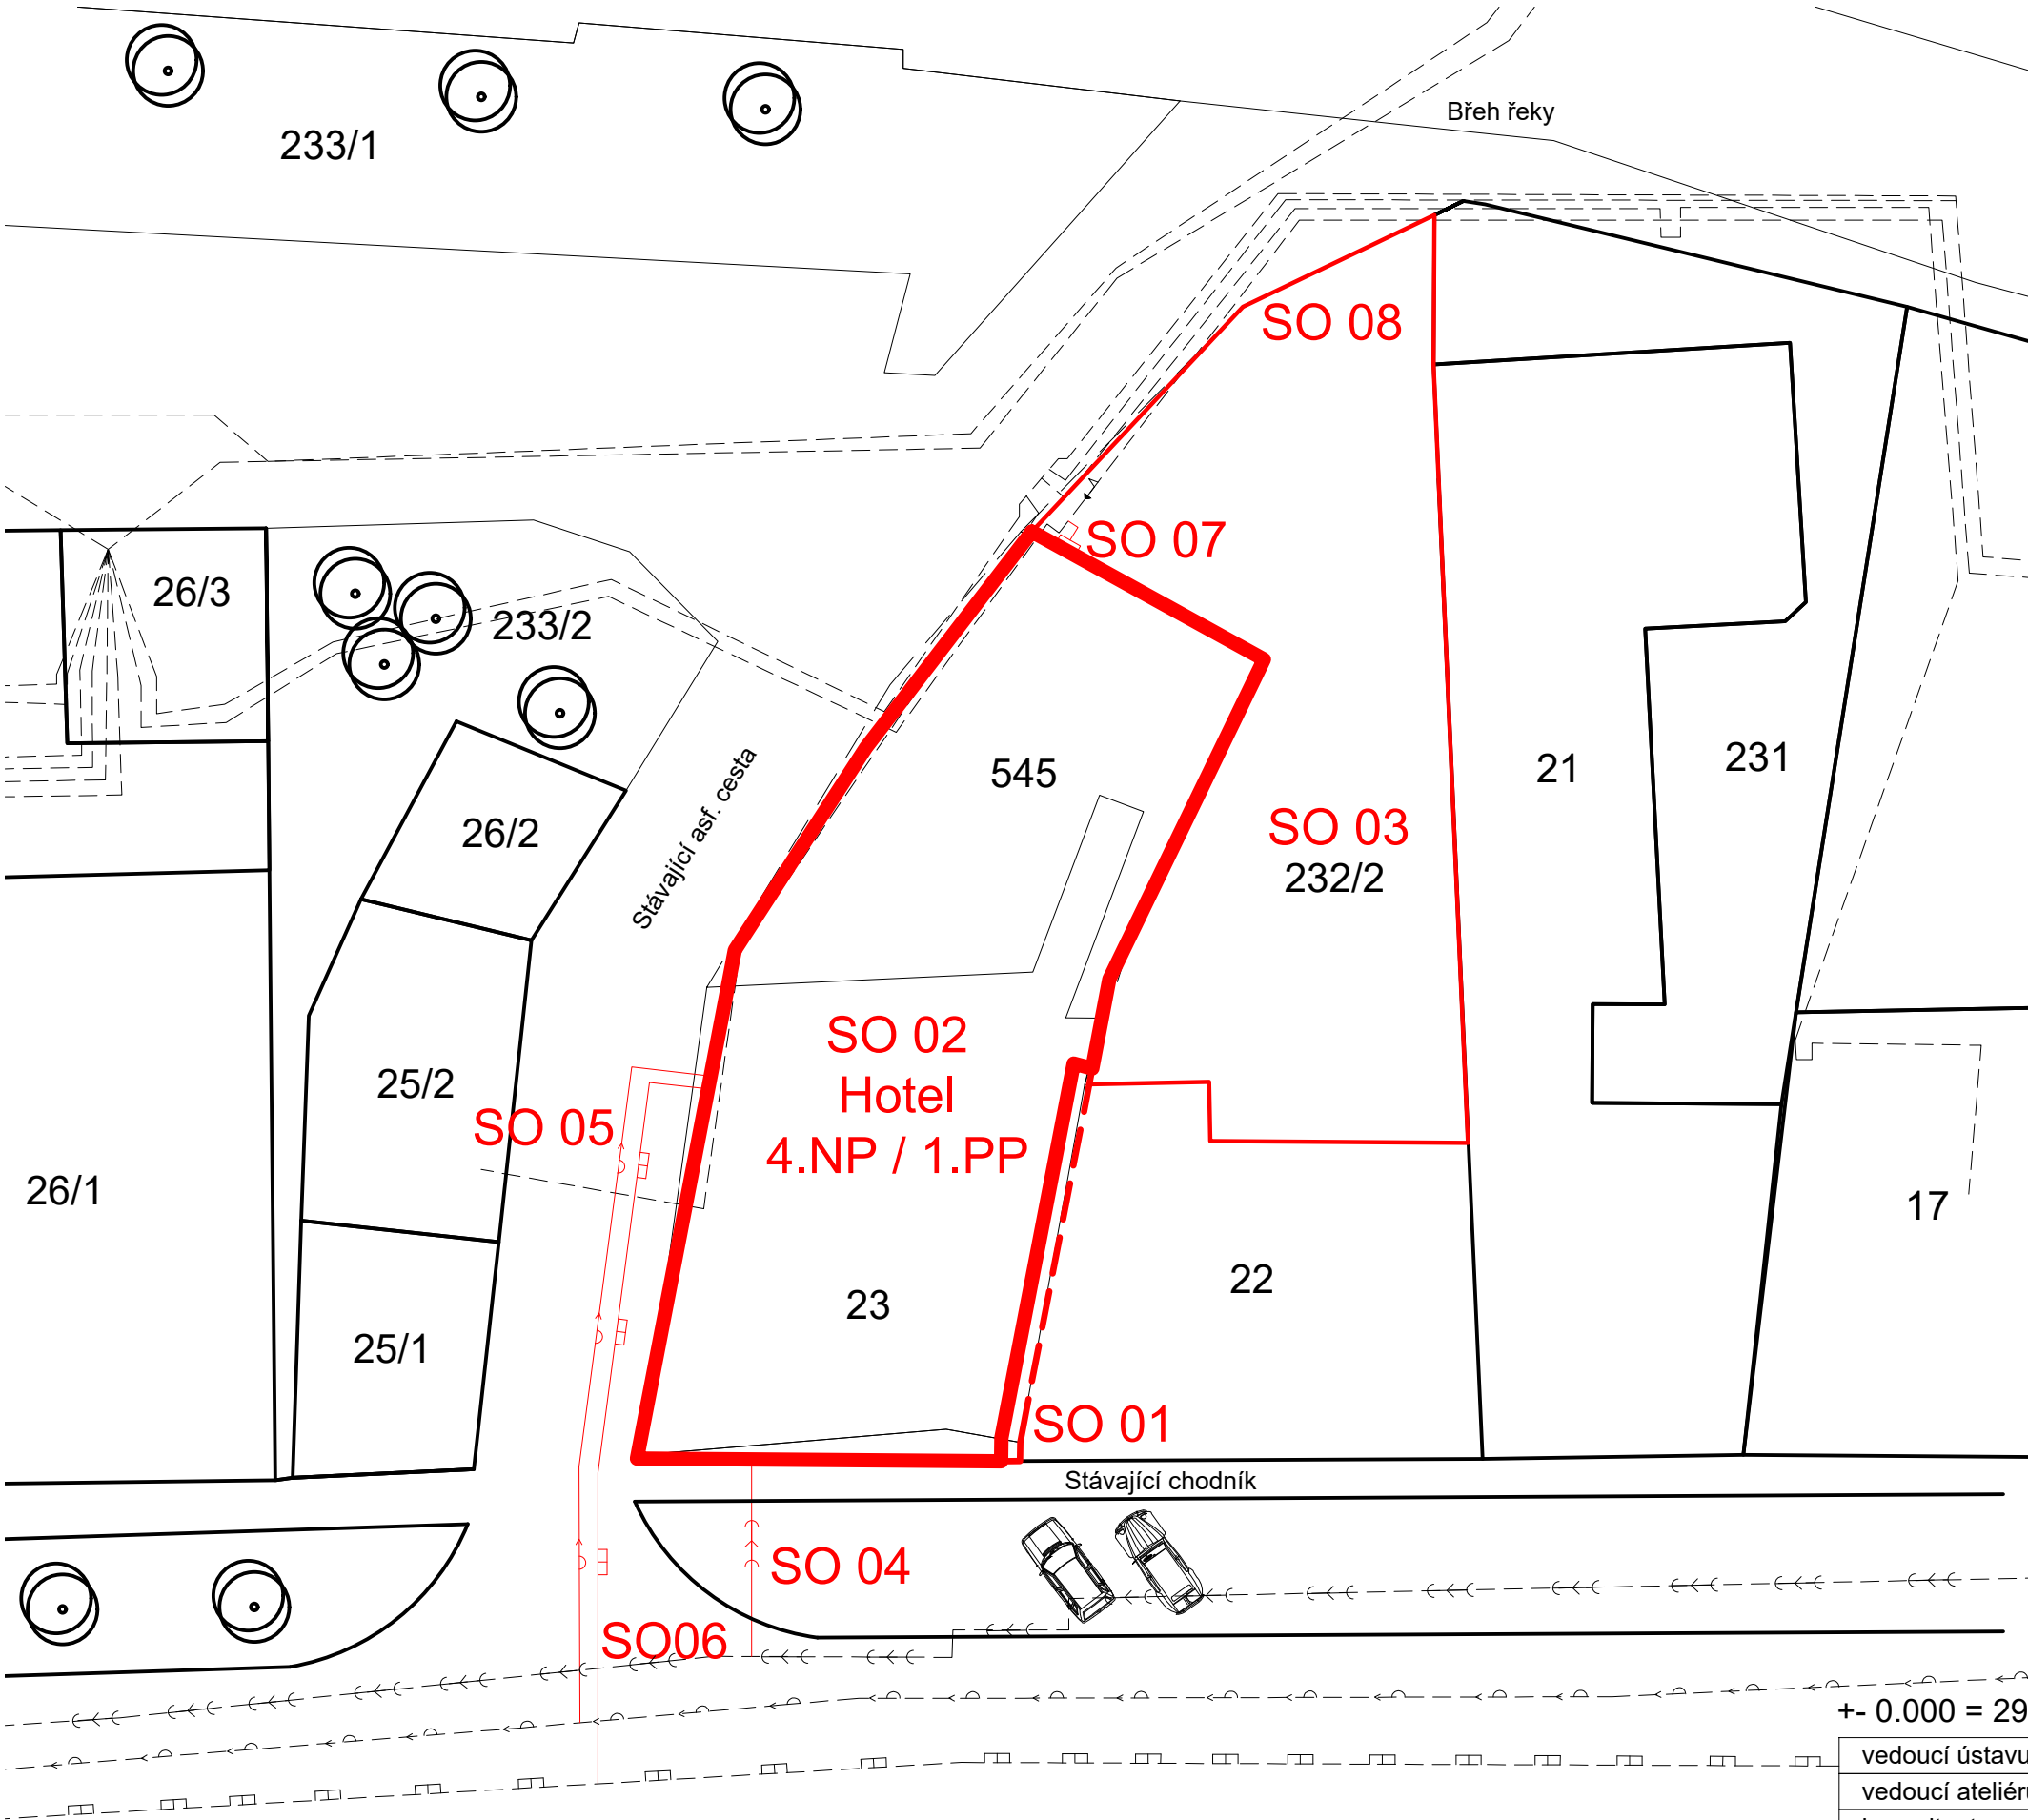 Břeh řeky
233/1
SO 08
SO 07
26/3
233/2
545
21
231
Stávající asf. cesta
26/2
SO 03
232/2
SO 02
Hotel
4.NP / 1.PP
25/2
SO 05
26/1
17
22
23
25/1
SO 01
Stávající chodník
SO 04
SO06
+- 0.000 = 29
vedoucí ústavu
vedoucí ateliéru